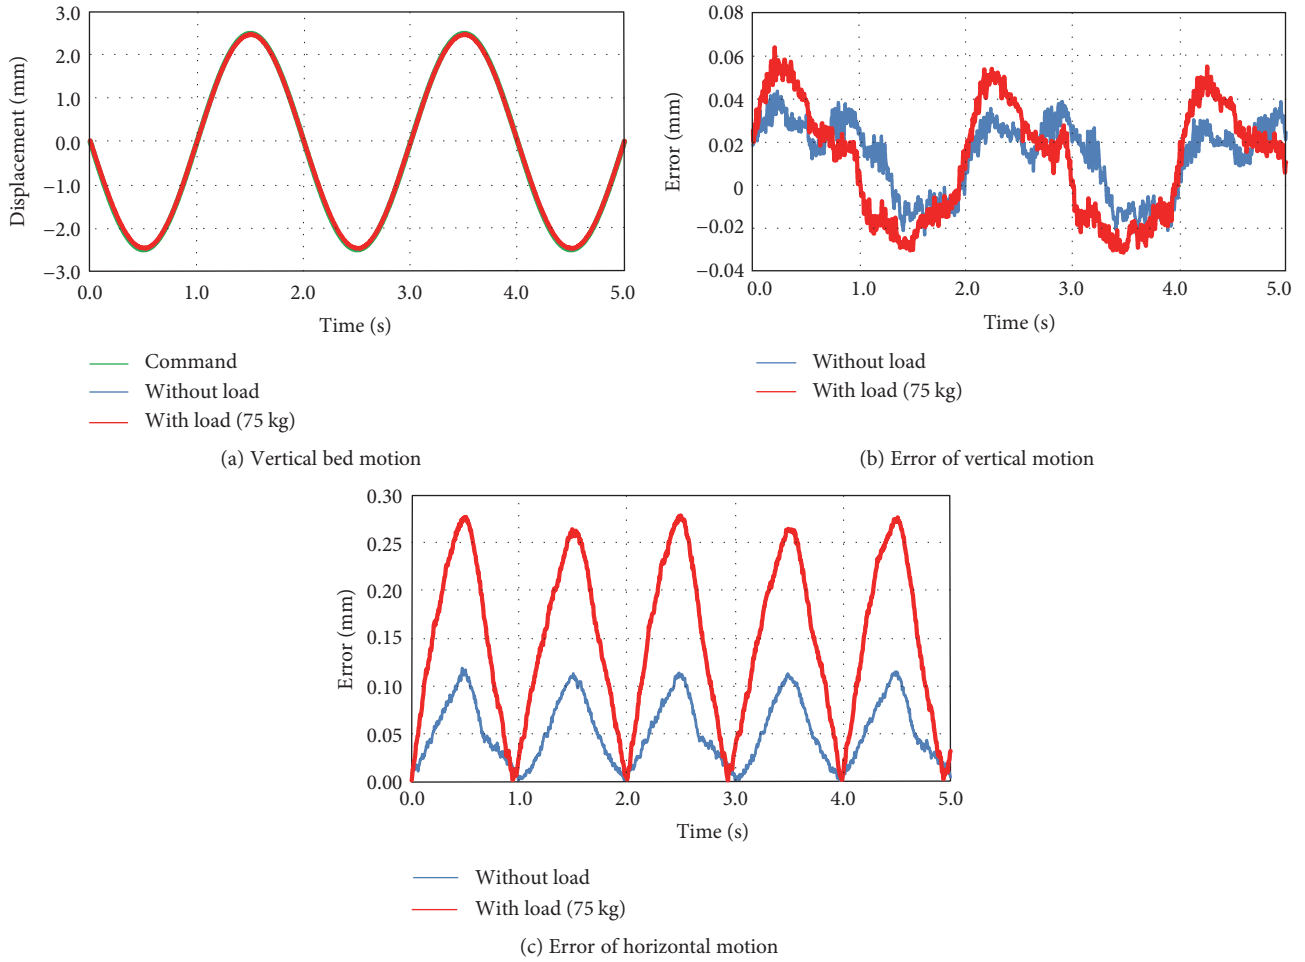 3.0
2.0
1.0
0.0
−1.0
−2.0
−3.0
Displacement (mm)
0.0 1.0 2.0 3.0 4.0 5.0
Time (s)
Command
Without load
With load (75 kg)
(a) Vertical bed motion
0.08
0.06
0.04
0.02
0
−0.02
−0.04
Error (mm)
0.0 1.0 2.0 3.0 4.0 5.0
Time (s)
Without load
With load (75 kg)
(b) Error of vertical motion
0.30
0.25
0.20
0.15
0.10
0.05
0.00
Error (mm)
0.0 1.0 2.0 3.0 4.0 5.0
Time (s)
Without load
With load (75 kg)
(c) Error of horizontal motion